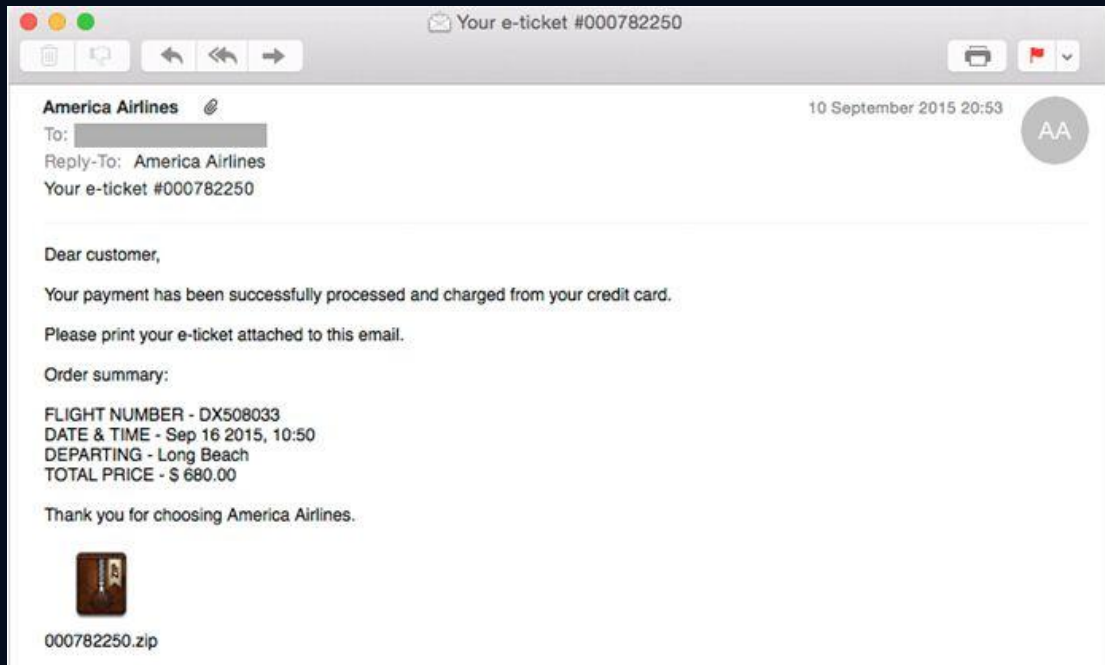 Your e-ticket #000782250
America Airlines
10 September 2015 20:53
AA
To:
Reply-To: America Airlines
Your e-ticket #000782250
Dear customer,
Your payment has been successfully processed and charged from your credit card.
Please print your e-ticket attached to this email.
Order summary:
FLIGHT NUMBER - DX508033
DATE & TIME - Sep 16 2015, 10:50
DEPARTING - Long Beach
TOTAL PRICE - $ 680.00
Thank you for choosing America Airlines.
ZIP
000782250.zip